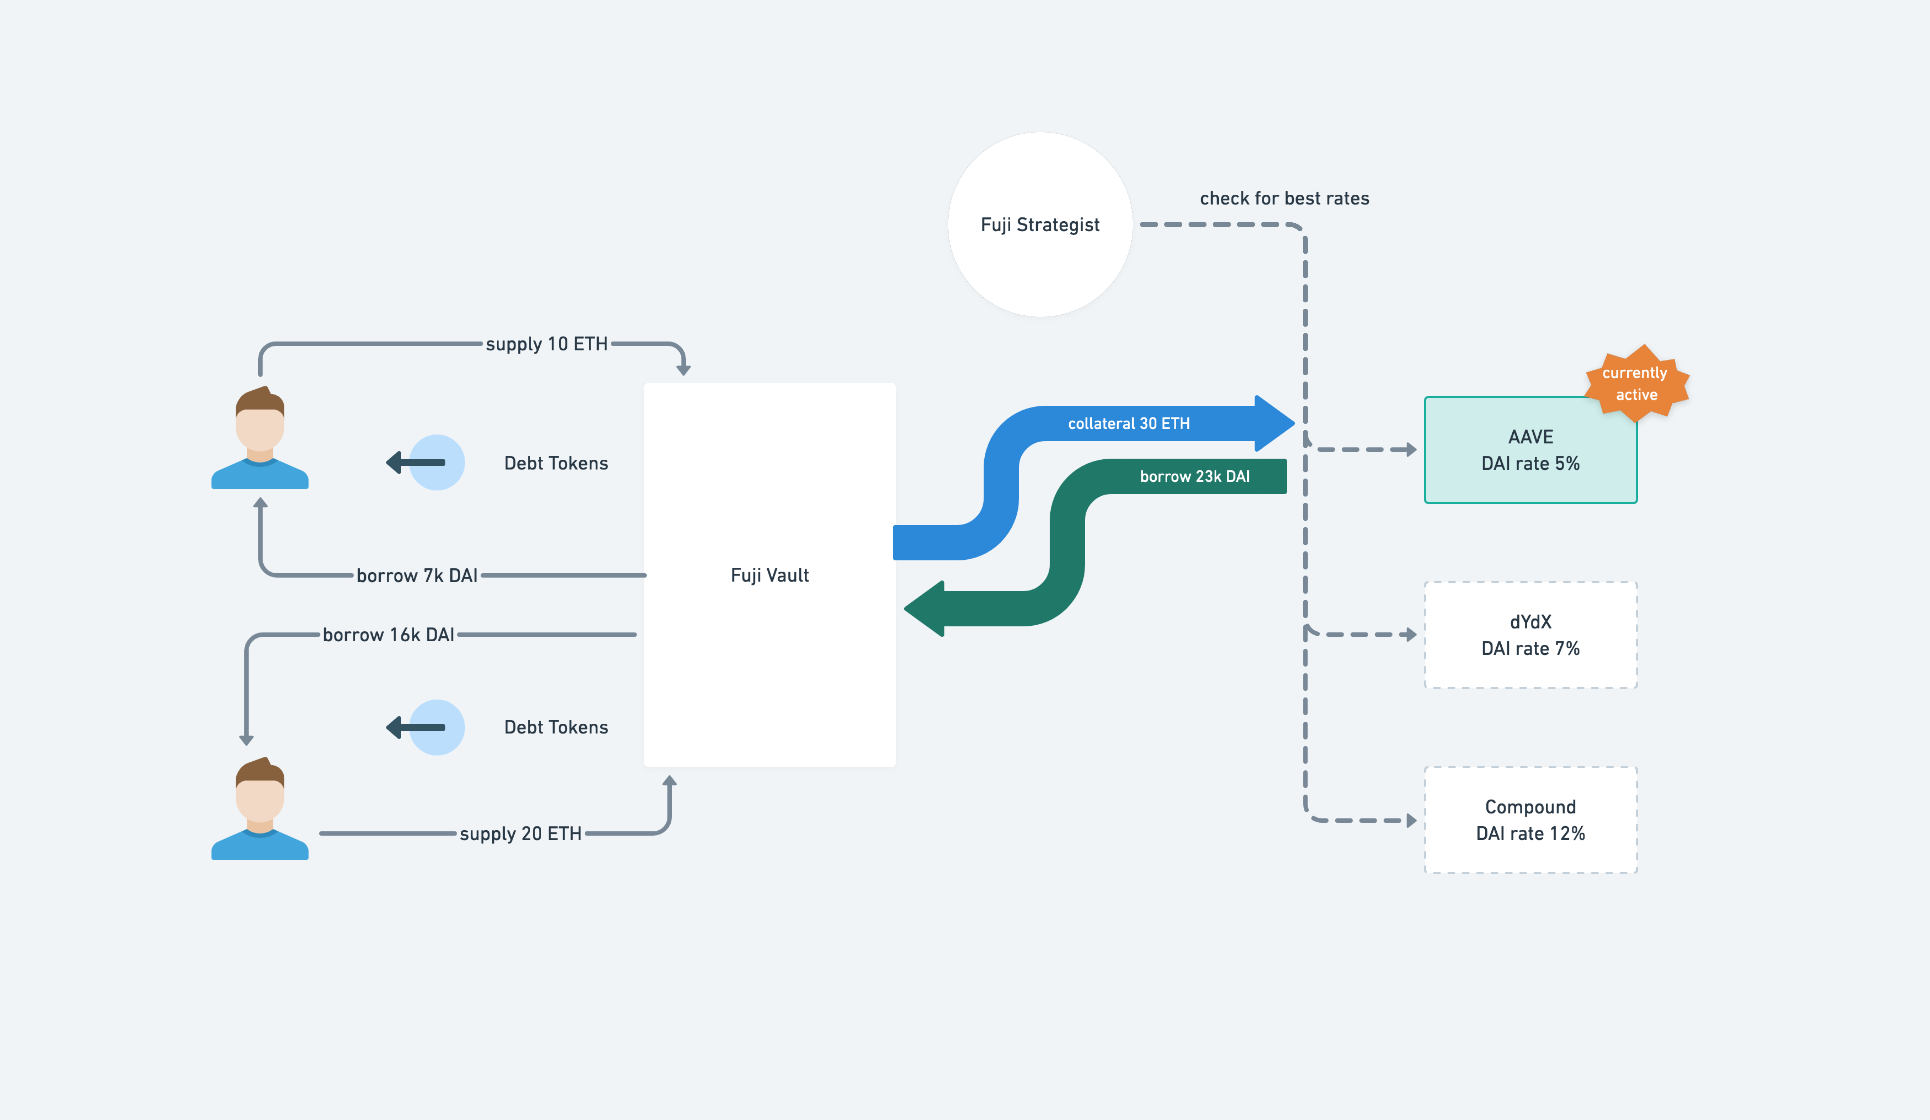 check for best rates
Fuji Strategist
supply 10 ETH
currently
active
collateral 30 ETH
AAVE
DAI rate 5%
Debt Tokens
borrow 23k DAI
borrow 7k DAI
Fuji Vault
borrow 16k DAI
dYdX
DAI rate 7%
Debt Tokens
Compound
DAI rate 12%
supply 20 ETH